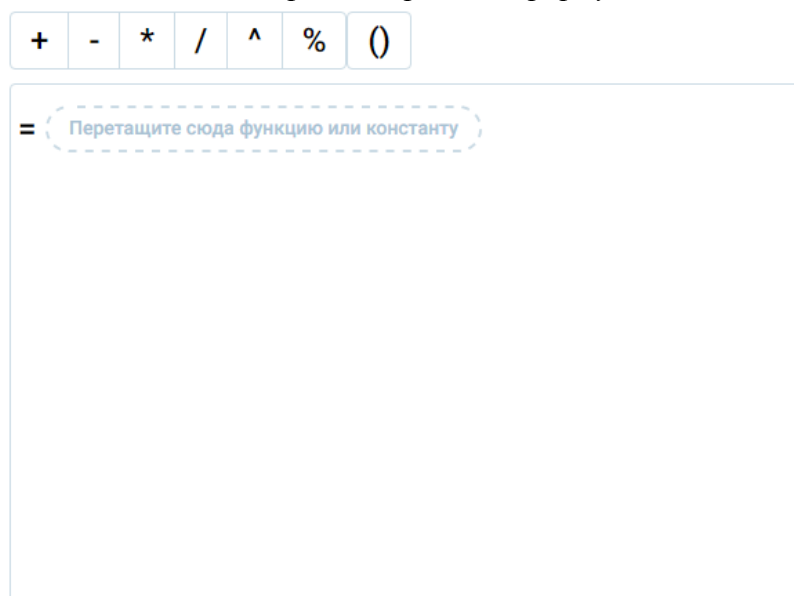 + - * / ^ % ()
= Перетащите сюда функцию или константу